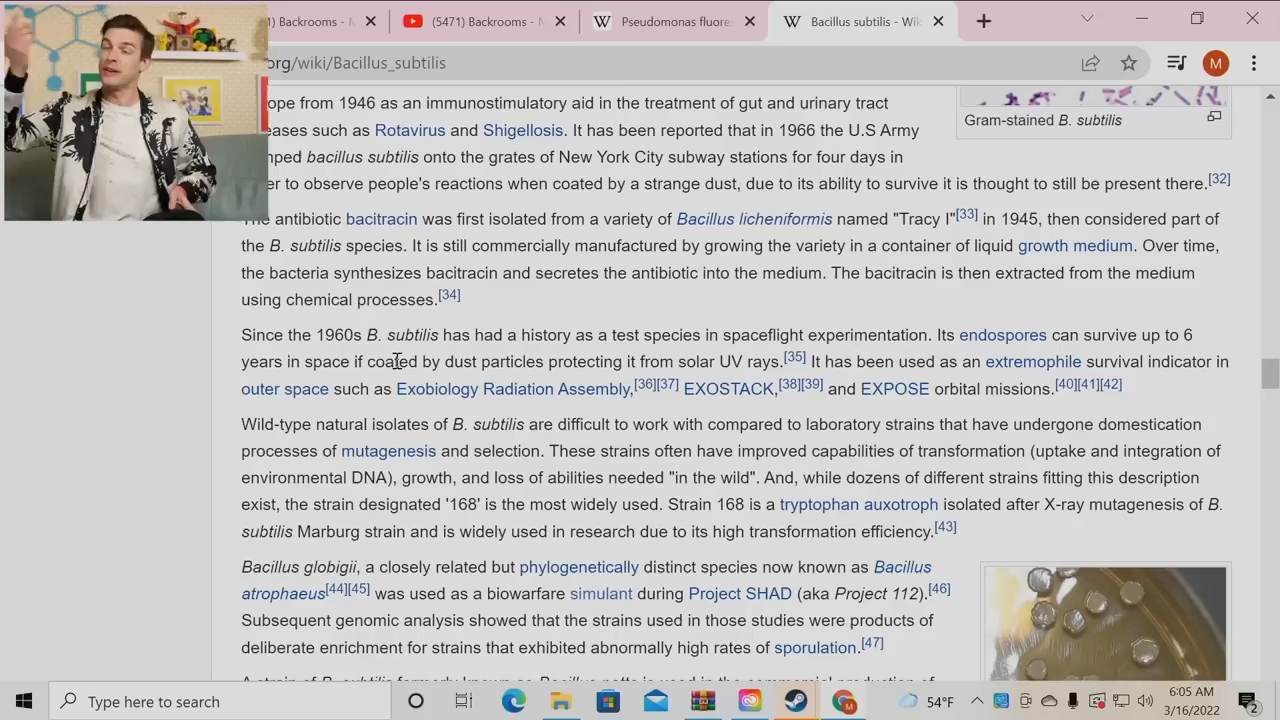 ) Backrooms - M
(5471) Backrooms - M
Pseudomonas fluore
Bacillus subtilis - Wik
org/wiki/Bacillus_subtilis
M
ope from 1946 as an immunostimulatory aid in the treatment of gut and urinary tract
eases such as Rotavirus and Shigellosis. It has been reported that in 1966 the U.S Army
mped bacillus subtilis onto the grates of New York City subway stations for four days in
er to observe people's reactions when coated by a strange dust, due to its ability to survive it is thought to still be present there.[32]
Gram-stained B. subtilis
The antibiotic bacitracin was first isolated from a variety of Bacillus licheniformis named "Tracy I"[33] in 1945, then considered part of
the B. subtilis species. It is still commercially manufactured by growing the variety in a container of liquid growth medium. Over time,
the bacteria synthesizes bacitracin and secretes the antibiotic into the medium. The bacitracin is then extracted from the medium
using chemical processes.[34]
Since the 1960s B. subtilis has had a history as a test species in spaceflight experimentation. Its endospores can survive up to 6
years in space if coated by dust particles protecting it from solar UV rays.[35] It has been used as an extremophile survival indicator in
outer space such as Exobiology Radiation Assembly,[36][37] EXOSTACK,[38][39] and EXPOSE orbital missions.[40][41][42]
Wild-type natural isolates of B. subtilis are difficult to work with compared to laboratory strains that have undergone domestication
processes of mutagenesis and selection. These strains often have improved capabilities of transformation (uptake and integration of
environmental DNA), growth, and loss of abilities needed "in the wild". And, while dozens of different strains fitting this description
exist, the strain designated '168' is the most widely used. Strain 168 is a tryptophan auxotroph isolated after X-ray mutagenesis of B.
subtilis Marburg strain and is widely used in research due to its high transformation efficiency.[43]
Bacillus globigii, a closely related but phylogenetically distinct species now known as Bacillus
atrophaeus[44][45] was used as a biowarfare simulant during Project SHAD (aka Project 112).[46]
Subsequent genomic analysis showed that the strains used in those studies were products of
deliberate enrichment for strains that exhibited abnormally high rates of sporulation.[47]
A strain of B. subtilis formerly known as Bacillus natto is used in the commercial production of
Type here to search
54°F
6:05 AM
3/16/2022
2